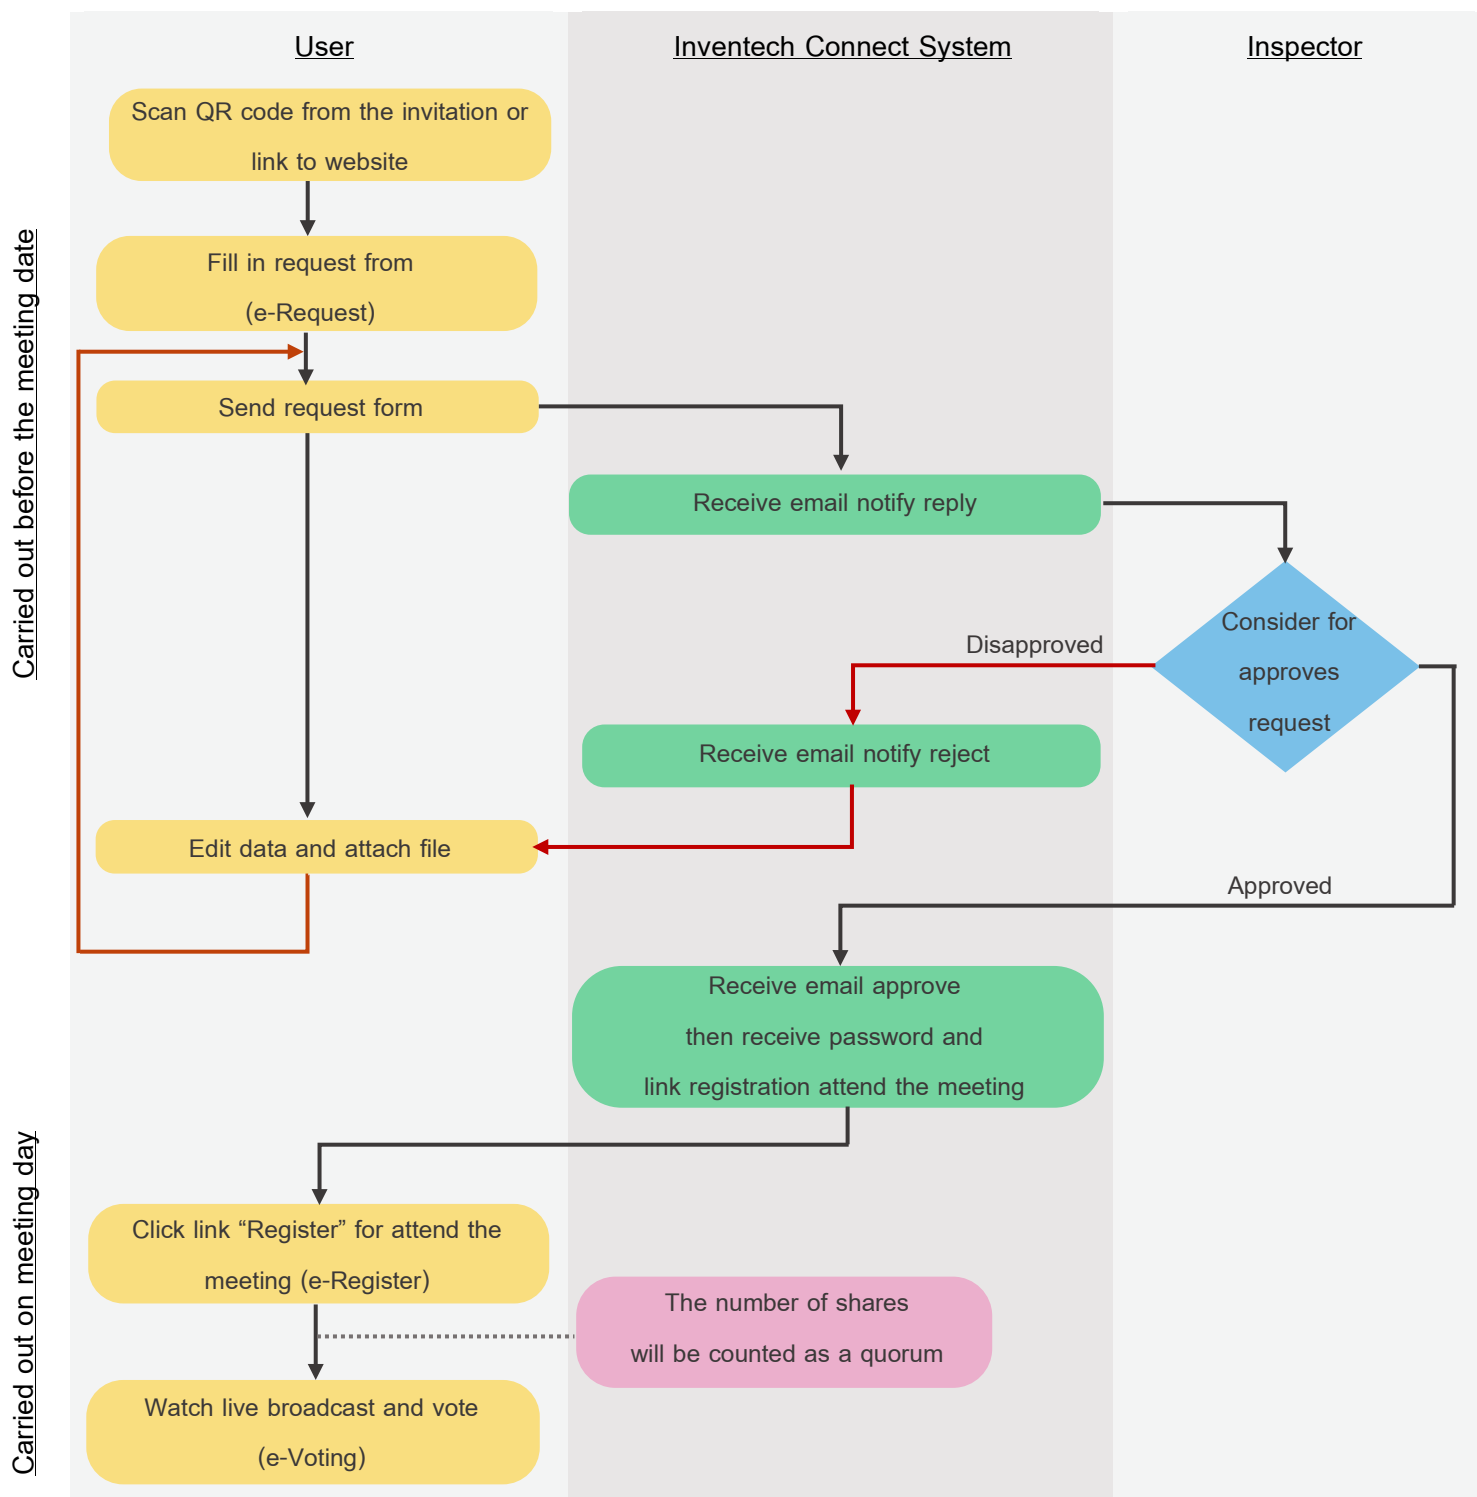 User
Inventech Connect System
Inspector
Carried out before the meeting date
Scan QR code from the invitation or
link to website
Fill in request from
(e-Request)
Send request form
Receive email notify reply
Consider for
approves
request
Disapproved
Receive email notify reject
Edit data and attach file
Approved
Receive email approve
then receive password and
link registration attend the meeting
Carried out on meeting day
Click link “Register” for attend the
meeting (e-Register)
The number of shares
will be counted as a quorum
Watch live broadcast and vote
(e-Voting)